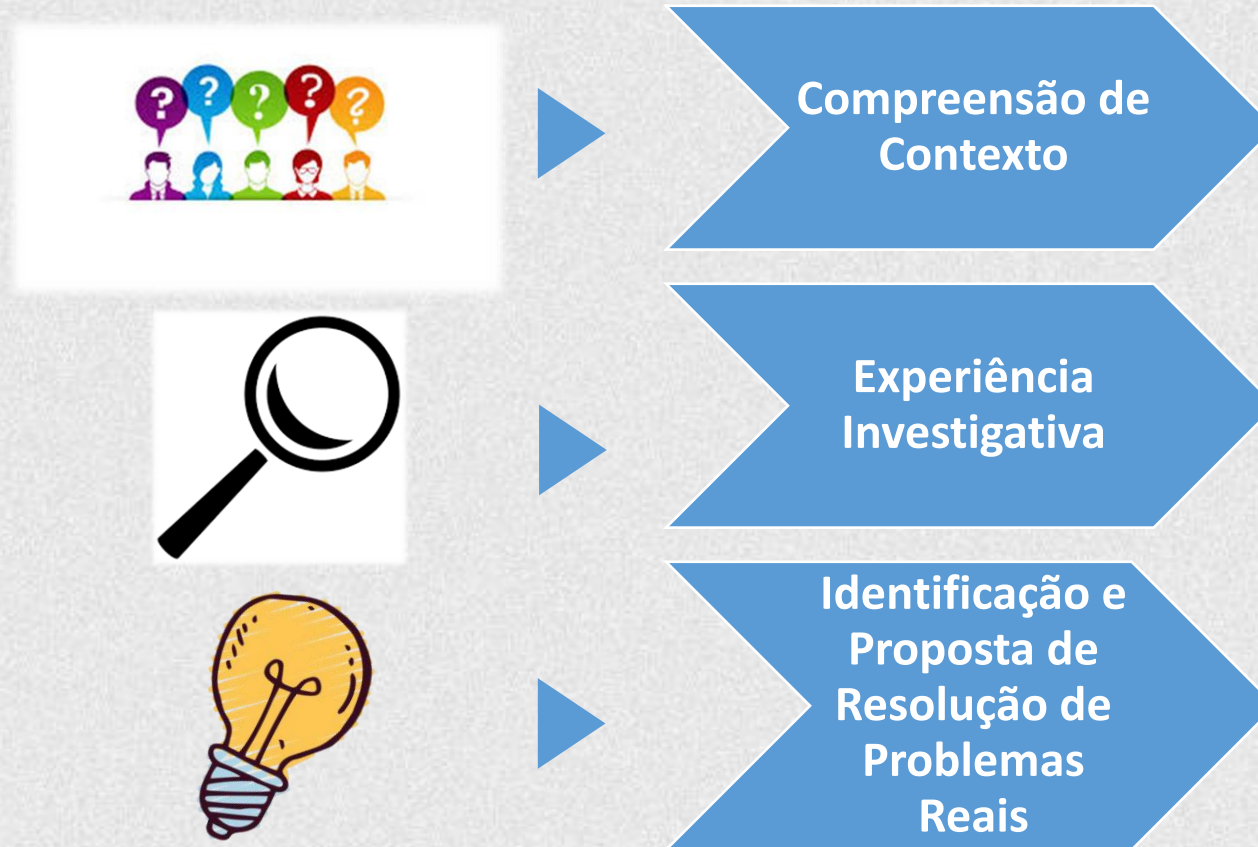 ? ? ? ? ?
Compreensão de
Contexto
Experiência
Investigativa
Identificação e
Proposta de
Resolução de
Problemas
Reais